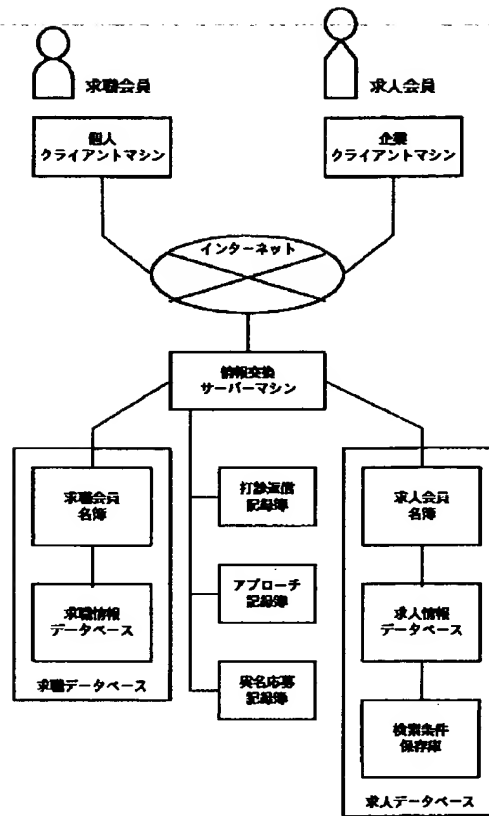 求職会員
求人会員
個人
クライアントマシン
企業
クライアントマシン
インターネット
情報交換
サーバーマシン
求職会員
名簿
打診返信
記録簿
求人会員
名簿
求職情報
データベース
アプローチ
記録簿
求人情報
データベース
求職データベース
実名応募
記録簿
検索条件
保存庫
求人データベース